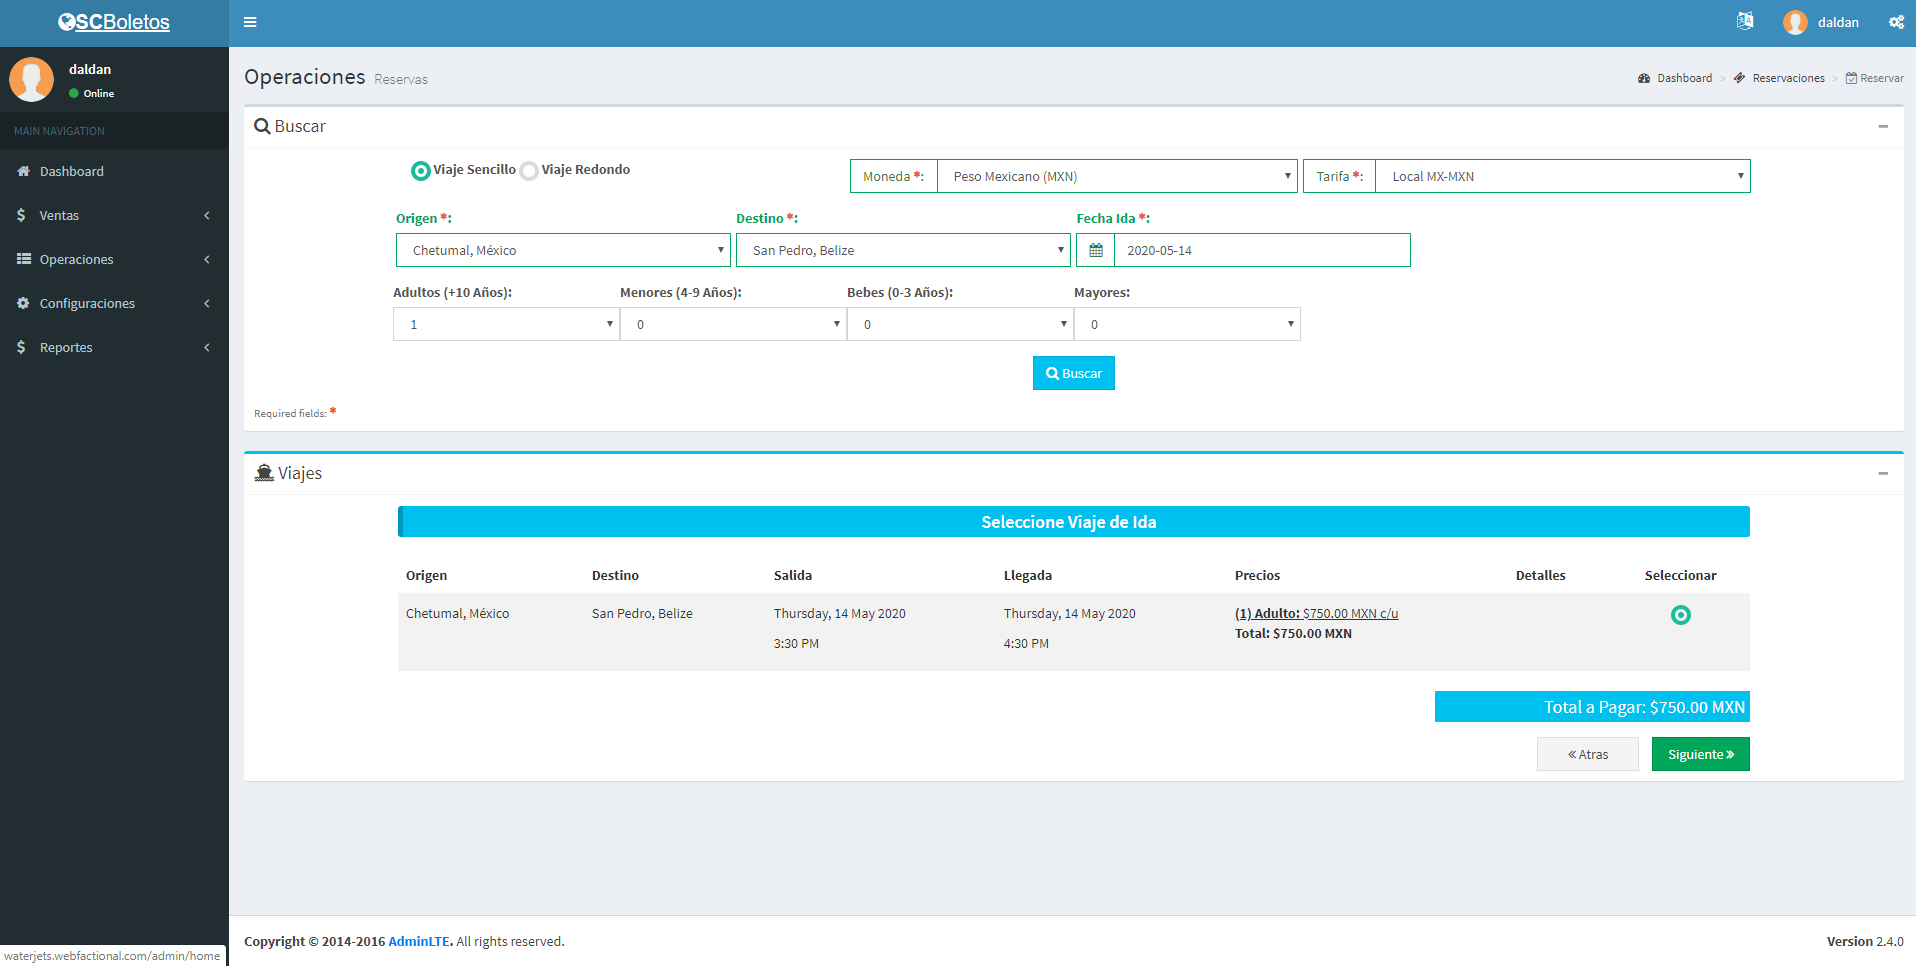 SCBoletos
daldan
daldan
Online
MAIN NAVIGATION
Dashboard
Ventas
Operaciones
Configuraciones
Reportes
Operaciones Reservas
Dashboard > Reservaciones > Reservar
Buscar
Viaje Sencillo Viaje Redondo
Moneda *: Peso Mexicano (MXN) Tarifa *: Local MX-MXN
Origen *: Destino *: Fecha Ida *:
Chetumal, México San Pedro, Belize 2020-05-14
Adultos (+10 Años): Menores (4-9 Años): Bebes (0-3 Años): Mayores:
1 0 0 0
Buscar
Required fields: *
Viajes
Seleccione Viaje de Ida
Origen Destino Salida Llegada Precios Detalles Seleccionar
Chetumal, México San Pedro, Belize Thursday, 14 May 2020 Thursday, 14 May 2020 (1) Adulto: $750.00 MXN c/u
Total: $750.00 MXN
3:30 PM 4:30 PM
Total a Pagar: $750.00 MXN
« Atras Siguiente »
Copyright © 2014-2016 AdminLTE. All rights reserved. Version 2.4.0
waterjets.webfactional.com/admin/home